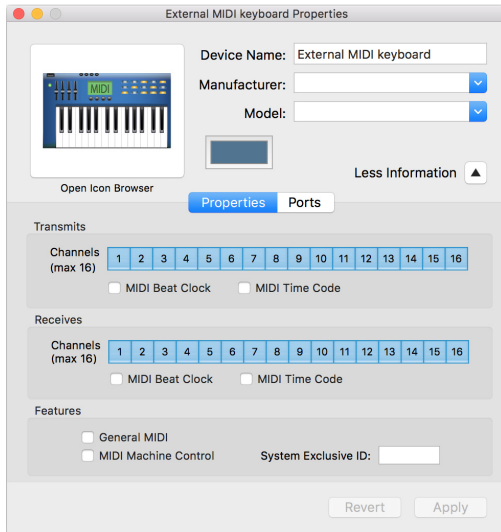 External MIDI keyboard Properties
Device Name: External MIDI keyboard
Manufacturer:
MIDI
Model:
Less Information
Open Icon Browser
Properties Ports
Transmits
Channels
(max 16)
1 2 3 4 5 6 7 8 9 10 11 12 13 14 15 16
MIDI Beat Clock MIDI Time Code
Receives
Channels
(max 16)
1 2 3 4 5 6 7 8 9 10 11 12 13 14 15 16
MIDI Beat Clock MIDI Time Code
Features
General MIDI
MIDI Machine Control System Exclusive ID:
Revert Apply